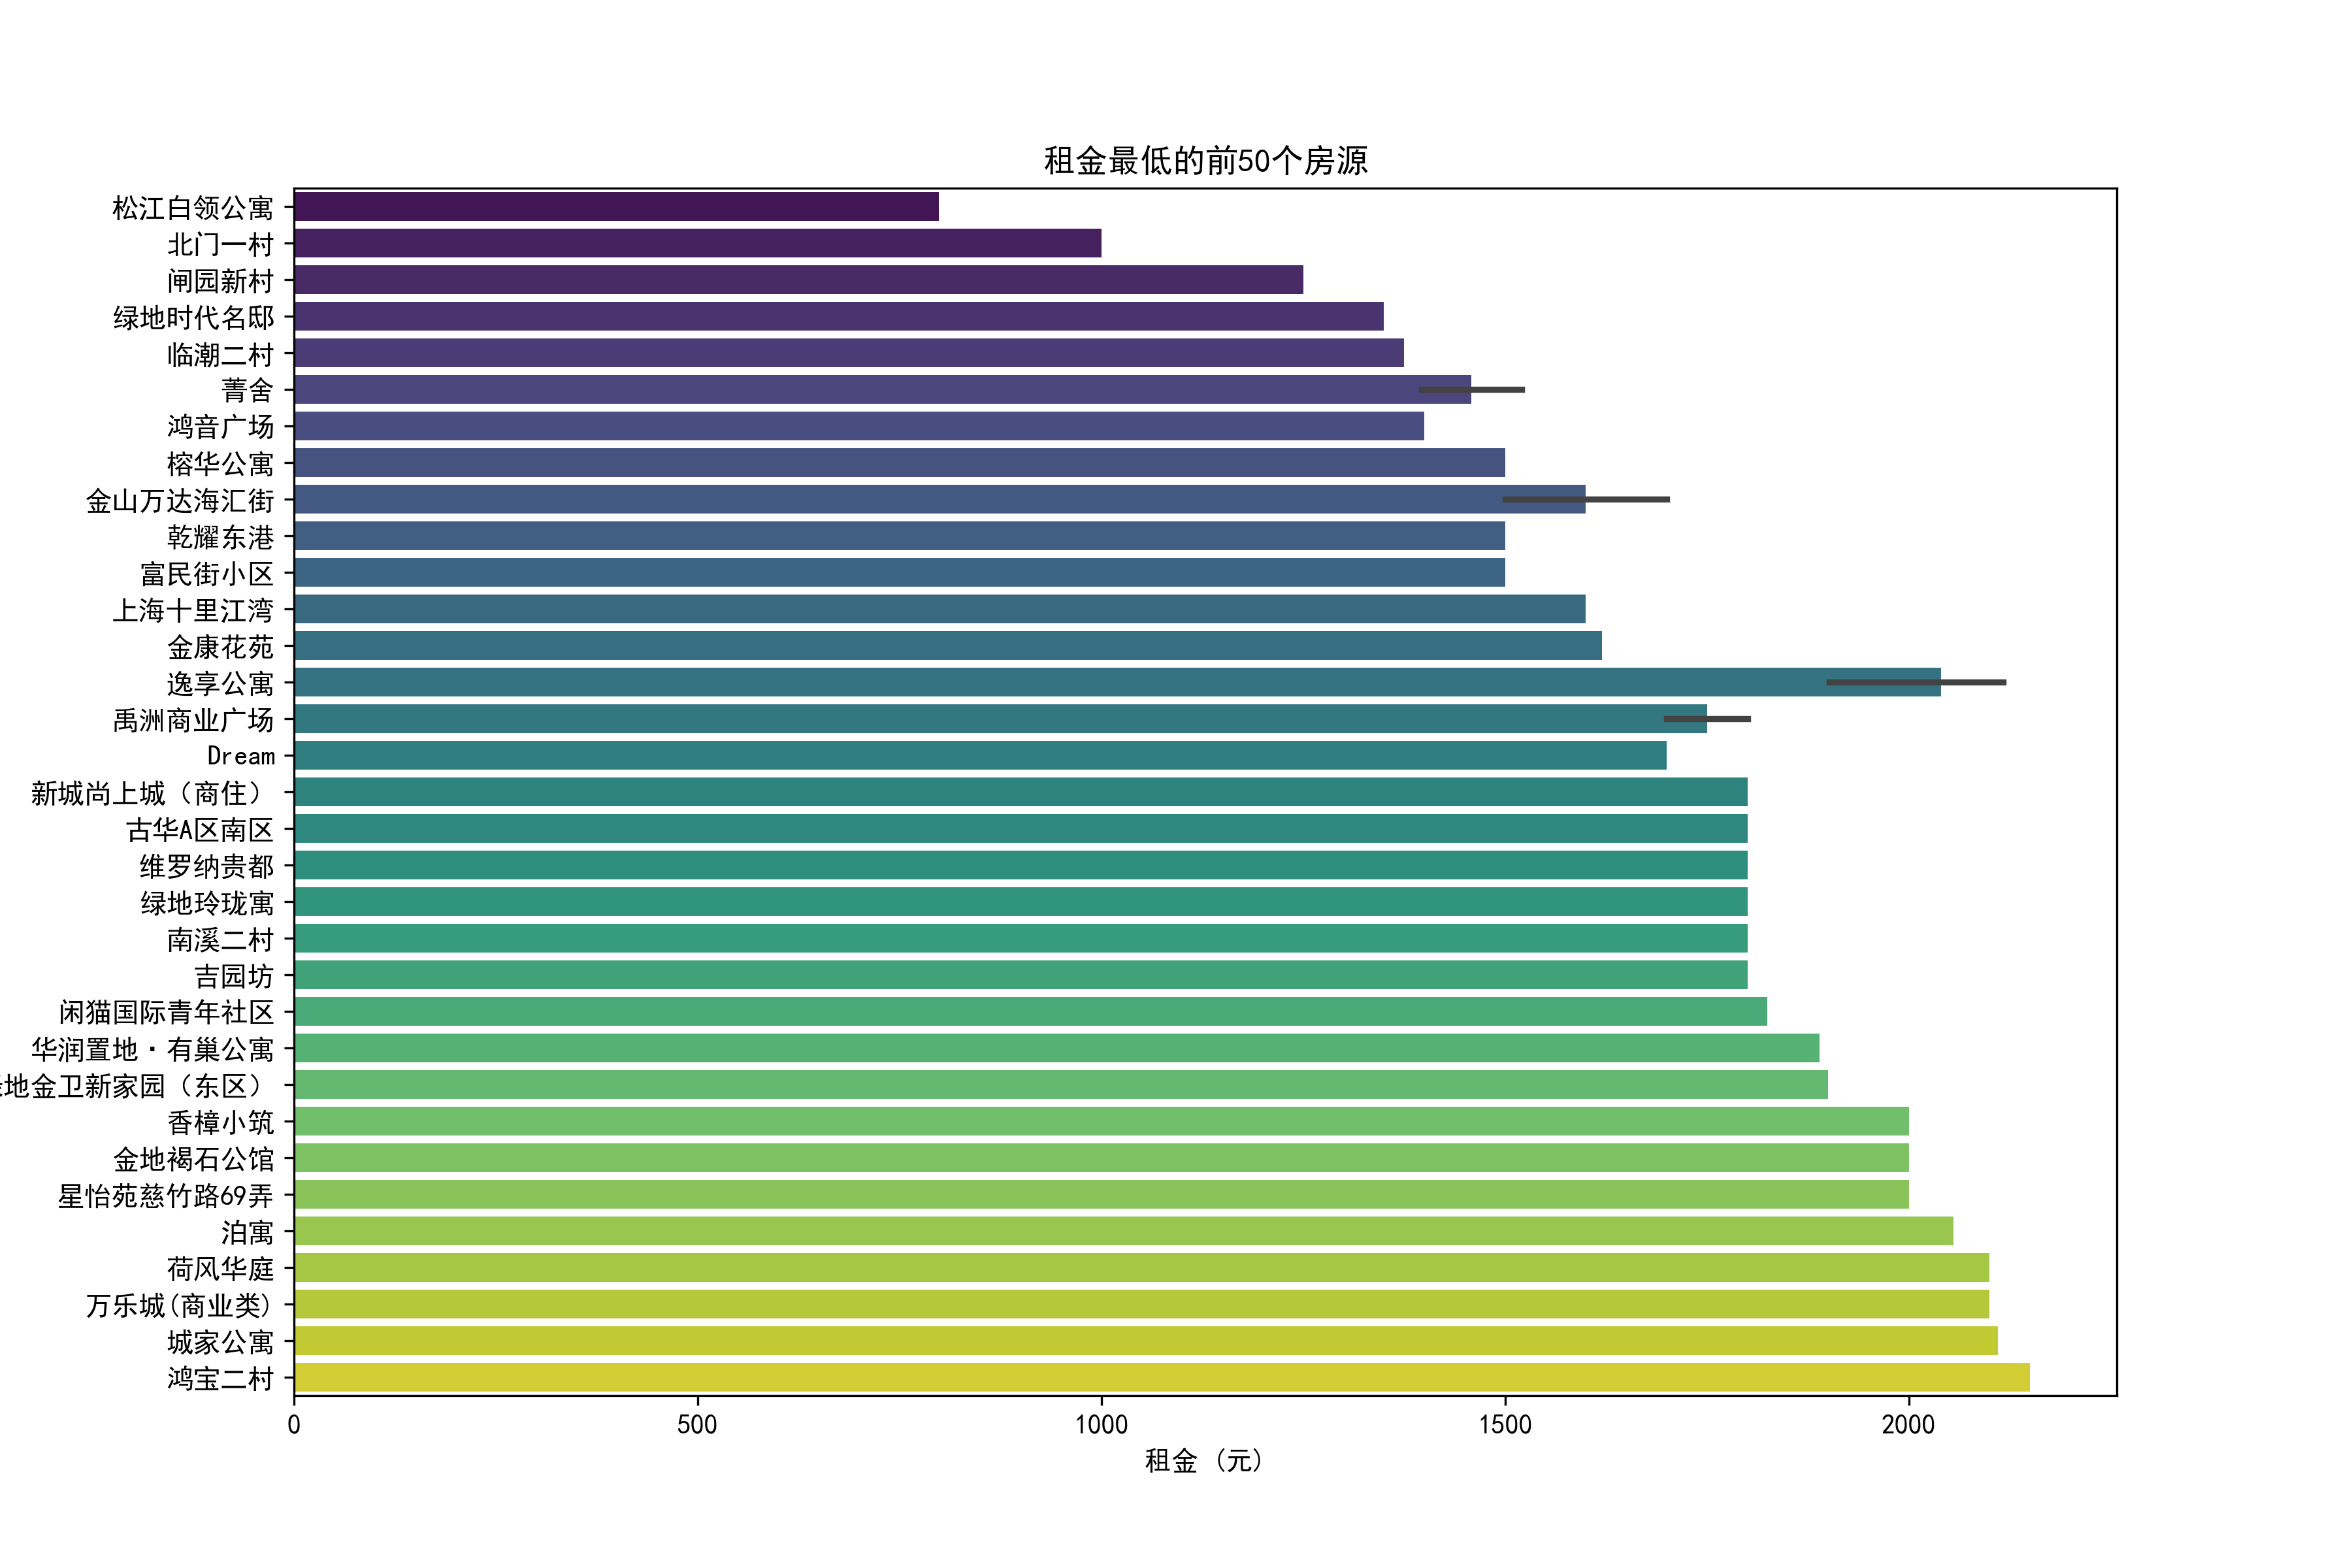 租金最低的前50个房源
松江白领公寓
北门一村
闸园新村
绿地时代名邸
临潮二村
菁舍
鸿音广场
榕华公寓
金山万达海汇街
乾耀东港
富民街小区
上海十里江湾
金康花苑
逸享公寓
禹洲商业广场
Dream
新城尚上城（商住）
古华A区南区
维罗纳贵都
绿地玲珑寓
南溪二村
吉园坊
闲猫国际青年社区
华润置地·有巢公寓
地金卫新家园（东区）
香樟小筑
金地褐石公馆
星怡苑慈竹路69弄
泊寓
荷风华庭
万乐城(商业类)
城家公寓
鸿宝二村
0 500 1000 1500 2000
租金 (元)